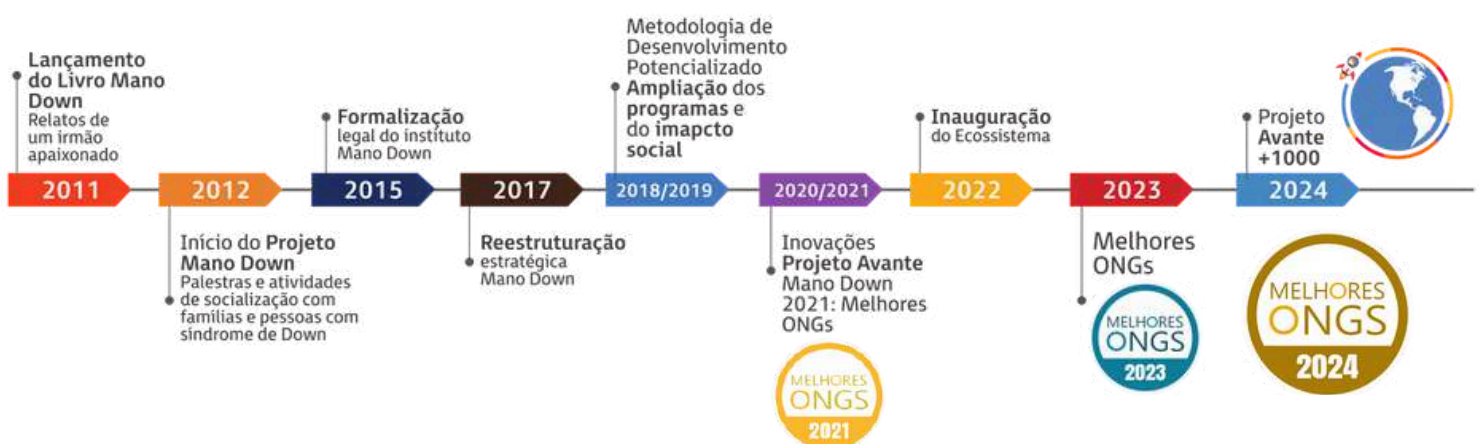 Lançamento
do Livro Mano
Down
Relatos de
um irmão
apaixonado
2011
2012
Início do Projeto
Mano Down
Palestras e atividades
de socialização com
famílias e pessoas com
síndrome de Down
Formalização
legal do instituto
Mano Down
2015
2017
Reestruturação
estratégica
Mano Down
Metodologia de
Desenvolvimento
Potencializado
Ampliação dos
programas e
do imapcto
social
2018/2019
2020/2021
Inovações
Projeto Avante
Mano Down
2021: Melhores
ONGs
MELHORES
ONGS
2021
Inauguração
do Ecossistema
2022
2023
Melhores
ONGs
MELHORES
ONGS
2023
Projeto
Avante
+1000
2024
MELHORES
ONGS
2024